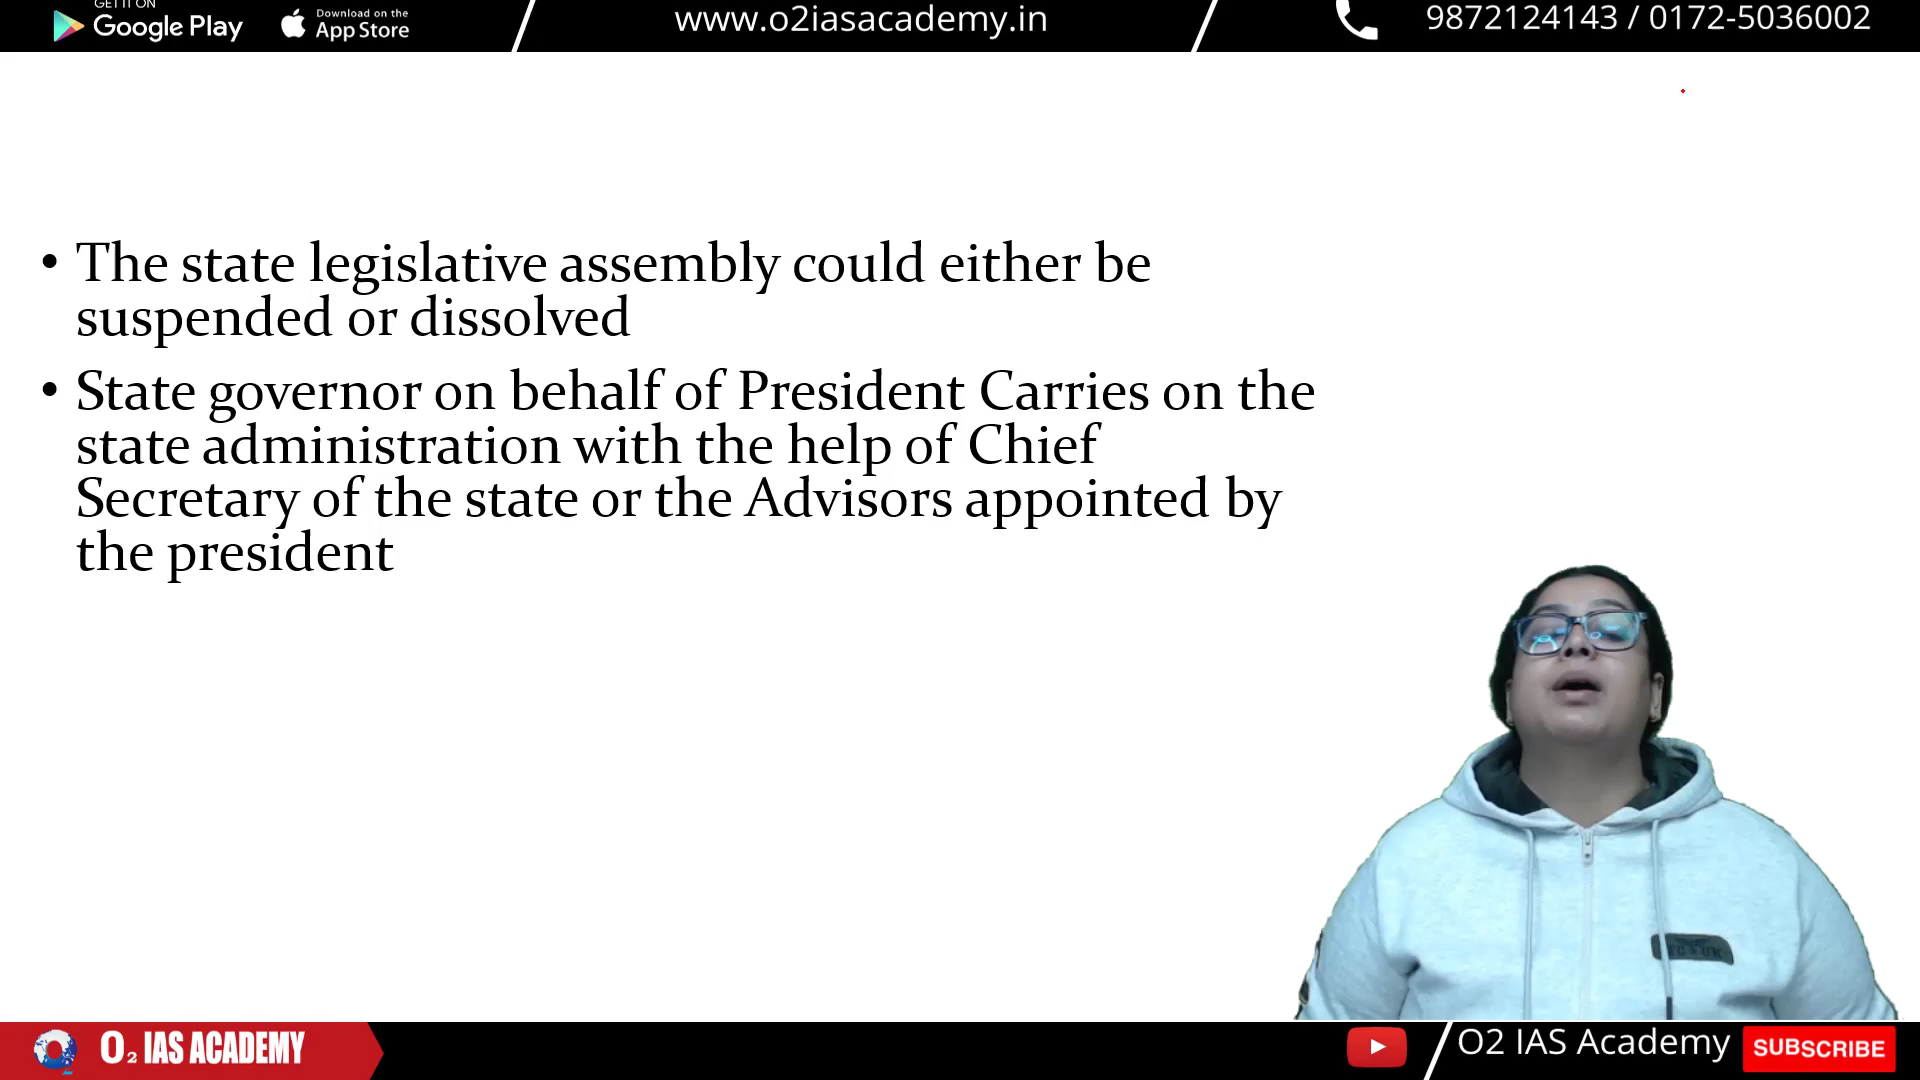 GET IT ON
Google Play
Download on the
App Store
www.o2iasacademy.in
9872124143 / 0172-5036002
• The state legislative assembly could either be
suspended or dissolved
• State governor on behalf of President Carries on the
state administration with the help of Chief
Secretary of the state or the Advisors appointed by
the president
O2 IAS ACADEMY
O2 IAS Academy
SUBSCRIBE